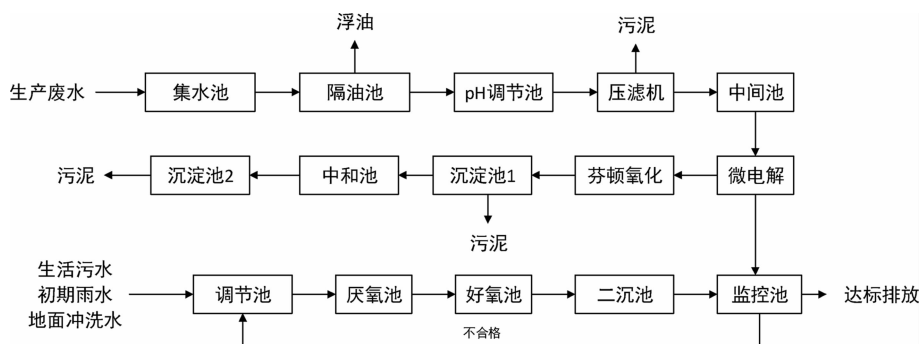 浮油
污泥
生产废水
集水池
隔油池
pH调节池
压滤机
中间池
污泥
沉淀池2
中和池
沉淀池1
芬顿氧化
微电解
污泥
生活污水
初期雨水
地面冲洗水
调节池
厌氧池
好氧池
二沉池
监控池
达标排放
不合格